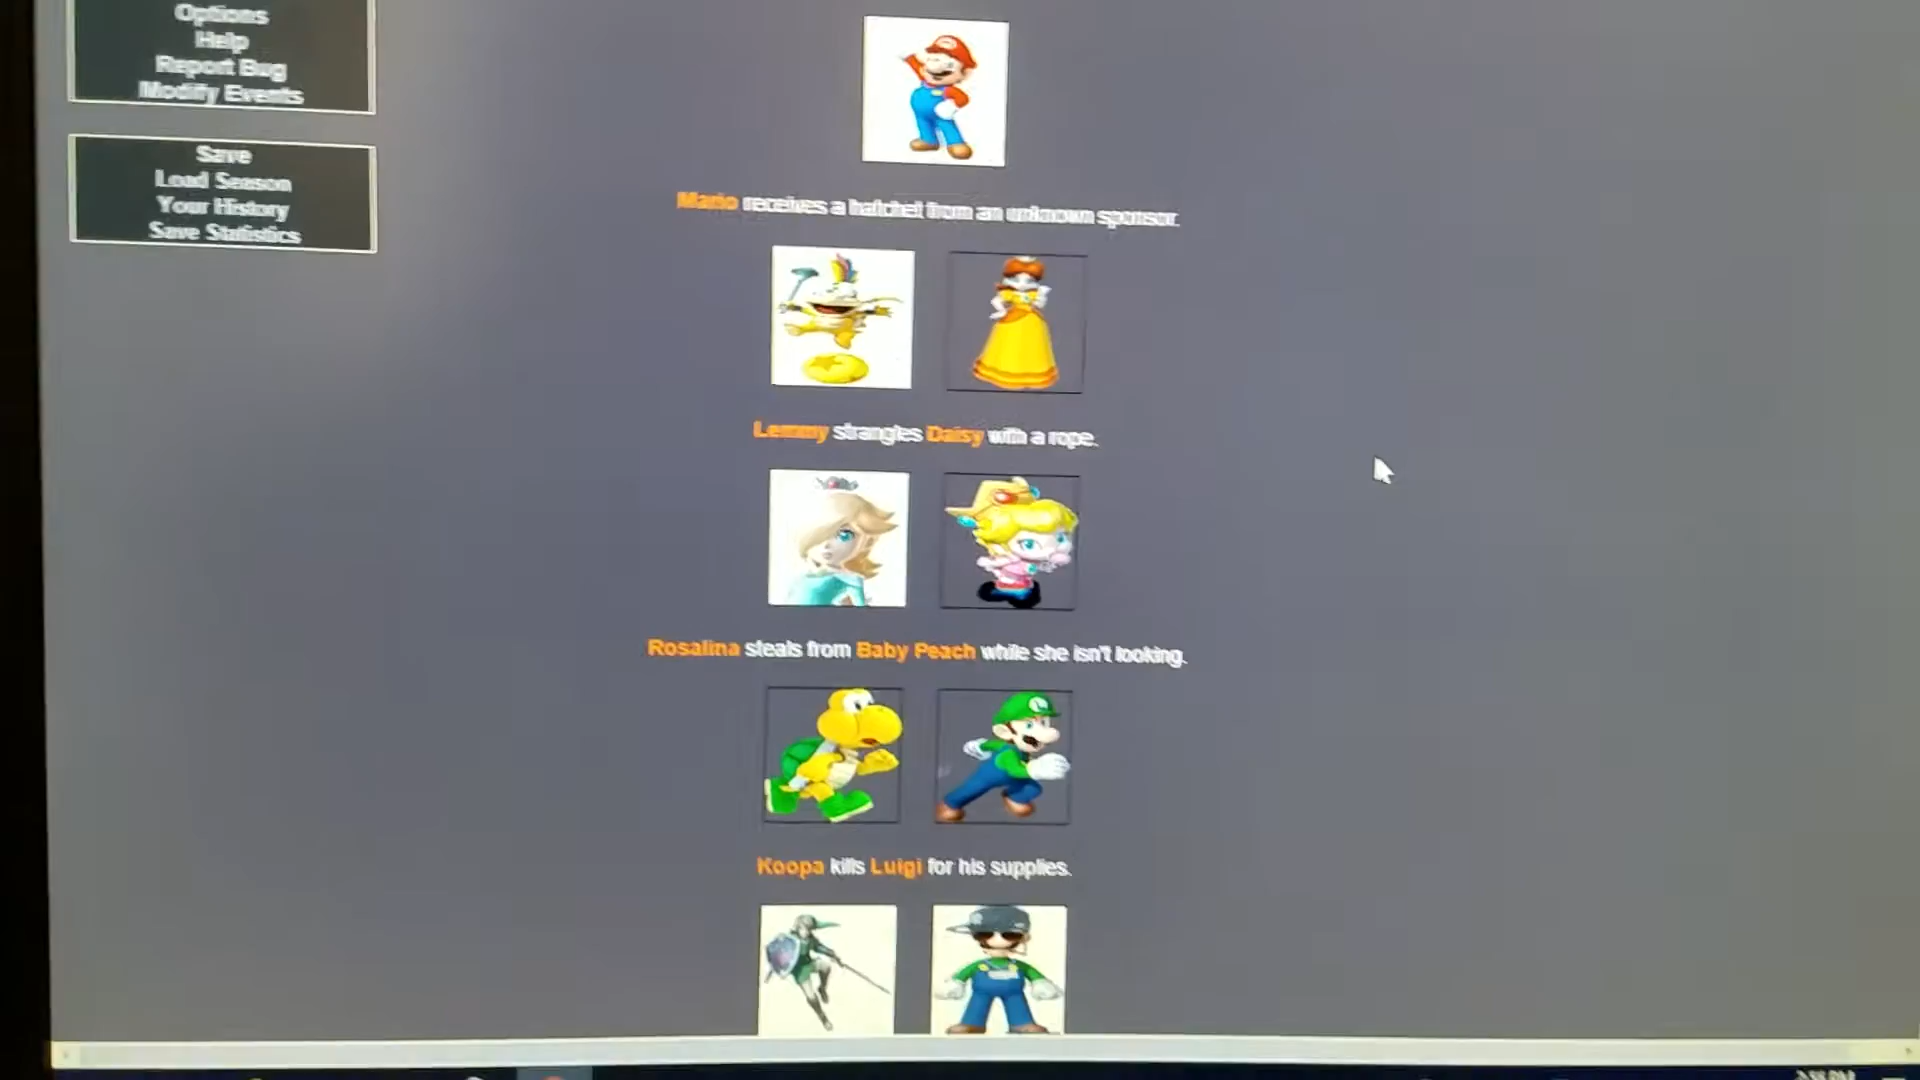 Options
Help
Report Bug
Modify Events
Save
Load Season
Your History
Save Statistics
Mario receives a hatchet from an unknown sponsor.
Lemmy strangles Daisy with a rope.
Rosalina steals from Baby Peach while she isn't looking.
Koopa kills Luigi for his supplies.